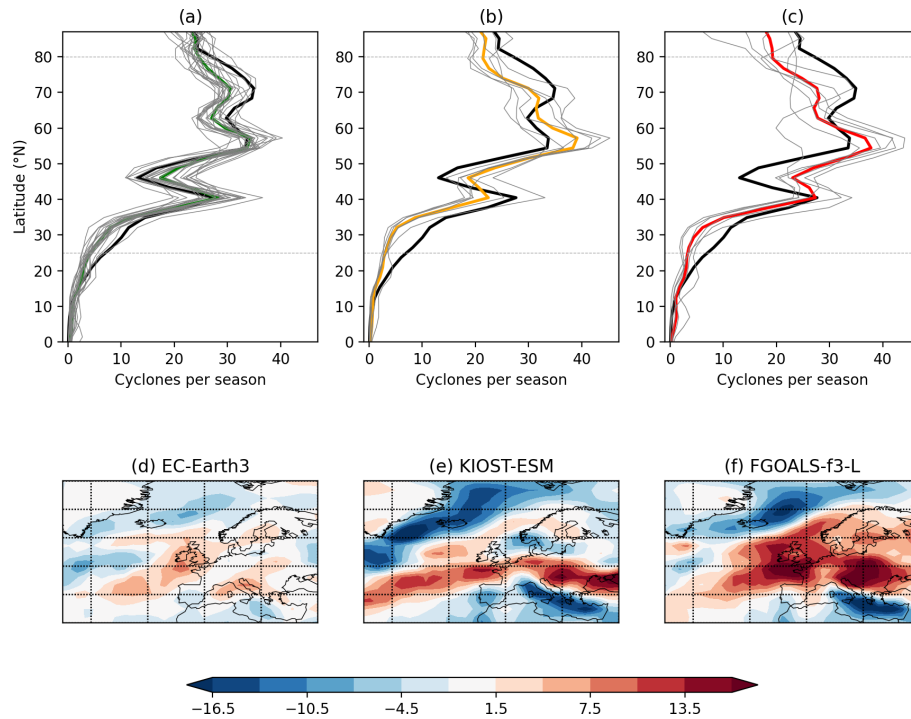 (a) (b) (c)
80
70
60
50
40
30
20
10
0
Latitude (°N)
0 10 20 30 40
Cyclones per season
0 10 20 30 40
Cyclones per season
0 10 20 30 40
Cyclones per season
(d) EC-Earth3 (e) KIOST-ESM (f) FGOALS-f3-L
−16.5 −10.5 −4.5 1.5 7.5 13.5